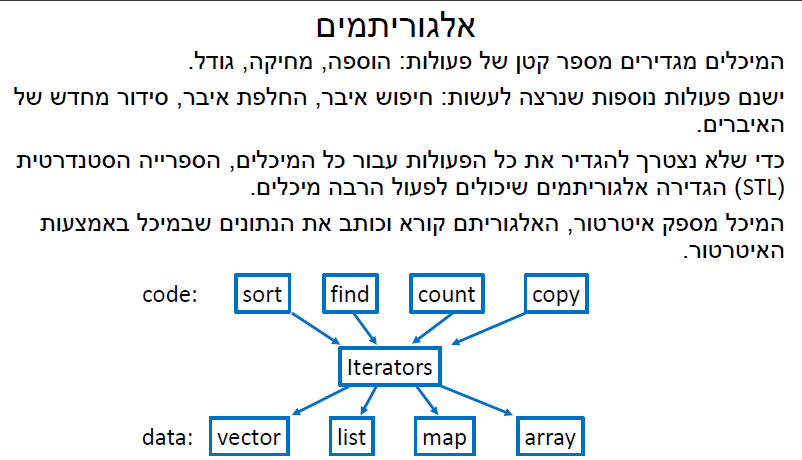 אלגוריתמים
המיכלים מגדירים מספר קטן של פעולות: הוספה, מחיקה, גודל.
ישנם פעולות נוספות שנרצה לעשות: חיפוש איבר, החלפת איבר, סידור מחדש של
האיברים.
כדי שלא נצטרך להגדיר את כל הפעולות עבור כל המיכלים, הספרייה הסטנדרטית
(STL) הגדירה אלגוריתמים שיכולים לפעול הרבה מיכלים.
המיכל מספק איטרטור, האלגוריתם קורא וכותב את הנתונים שבמיכל באמצעות
האיטרטור.
code: sort find count copy
Iterators
data: vector list map array